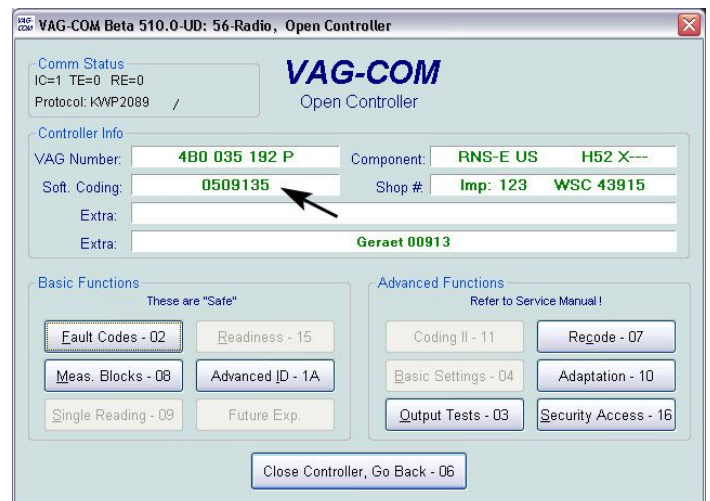 VAG-COM Beta 510.0-UD: 56-Radio, Open Controller
Comm Status
IC=1 TE=0 RE=0
Protocol: KWP2089 /
VAG-COM
Open Controller
Controller Info
VAG Number: 4B0 035 192 P Component: RNS-E US H52 X---
Soft. Coding: 0509135 Shop #: Imp: 123 WSC 43915
Extra:
Extra: Geraet 00913
Basic Functions
These are "Safe"
Fault Codes - 02
Readiness - 15
Meas. Blocks - 08
Advanced ID - 1A
Single Reading - 09
Future Exp.
Advanced Functions
Refer to Service Manual !
Coding II - 11
Recode - 07
Basic Settings - 04
Adaptation - 10
Output Tests - 03
Security Access - 16
Close Controller, Go Back - 06